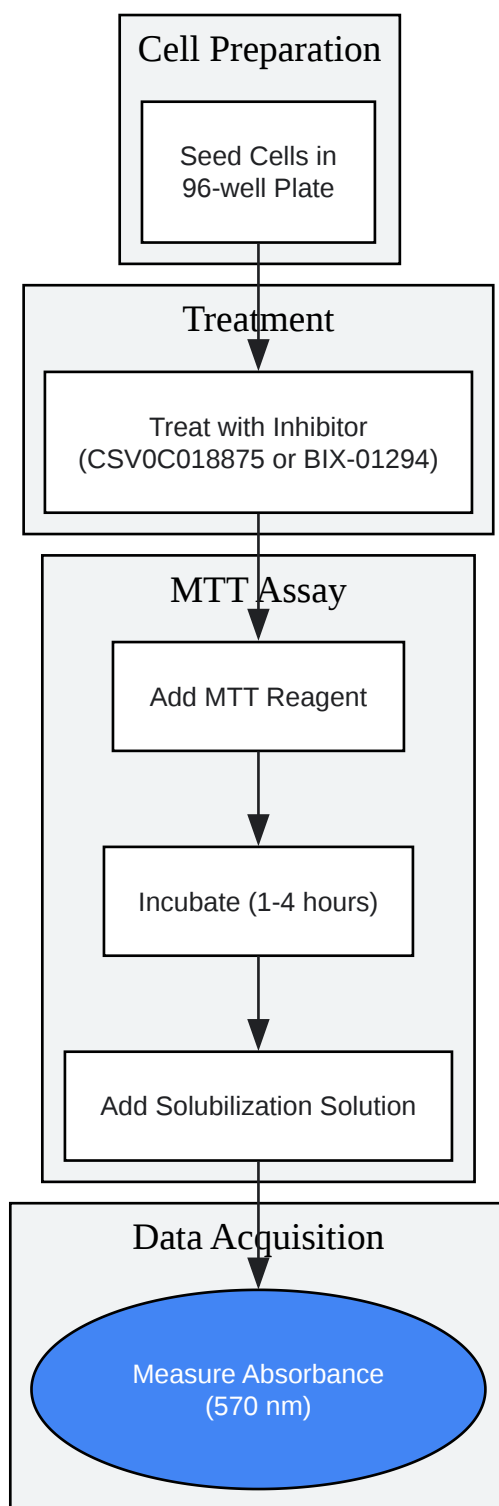 Cell Preparation
Seed Cells in
96-well Plate
Treatment
Treat with Inhibitor
(CSV0C018875 or BIX-01294)
MTT Assay
Add MTT Reagent
Incubate (1-4 hours)
Add Solubilization Solution
Data Acquisition
Measure Absorbance
(570 nm)